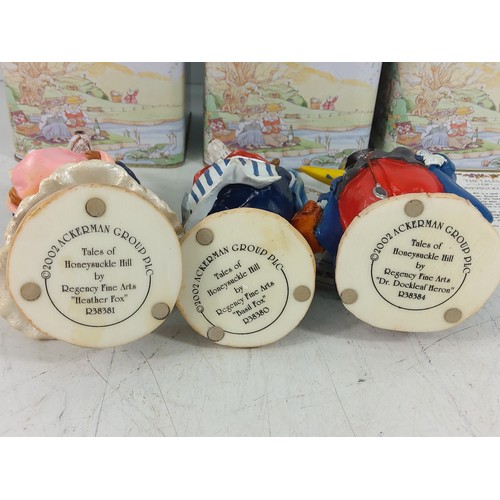 ©2002 ACKERMAN GROUP PLC
Tales of
Honeysuckle Hill
by
Regency Fine Arts
"Heather Fox"
R38381
©2002 ACKERMAN GROUP PLC
Tales of
Honeysuckle Hill
by
Regency Fine Arts
"Basil Fox"
R38380
©2002 ACKERMAN GROUP PLC
Tales of
Honeysuckle Hill
by
Regency Fine Arts
"Dr. Dockleaf Heron"
R38384